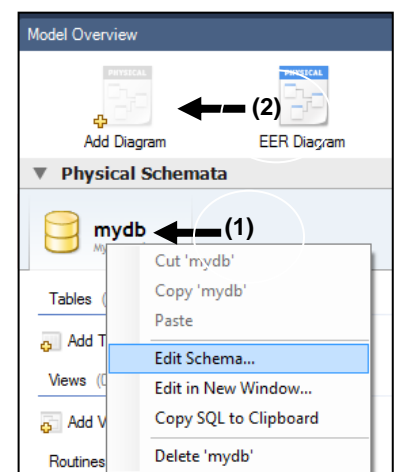 Model Overview
PHYSICAL PHYSICAL
(2)
Add Diagram EER Diagram
Physical Schemata
mydb (1)
Cut 'mydb'
Tables ( Copy 'mydb'
Paste
Add T
Edit Schema...
Views (
Edit in New Window...
Add V Copy SQL to Clipboard
Routines Delete 'mydb'